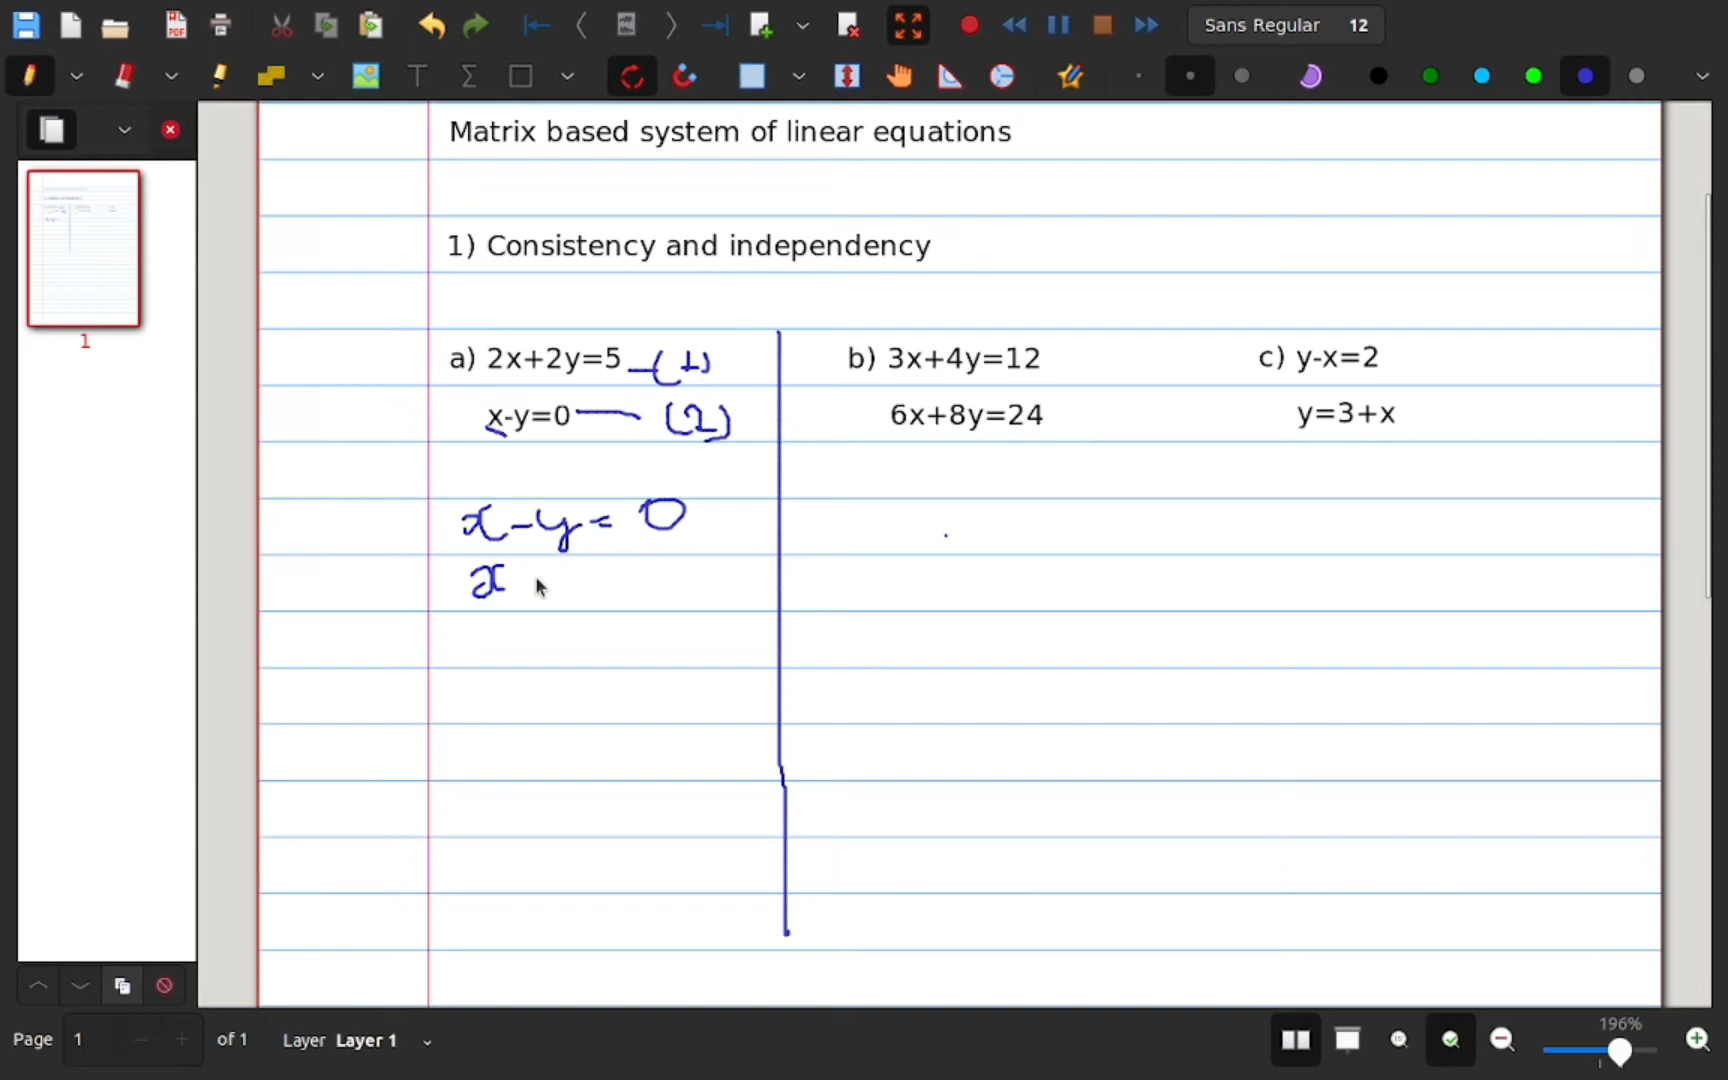 Sans Regular 12
Matrix based system of linear equations
1) Consistency and independency
a) 2x+2y=5 —(1)
x-y=0 — (2)
x-y= 0
x
b) 3x+4y=12
6x+8y=24
c) y-x=2
y=3+x
1
Page 1 of 1 Layer Layer 1
196%